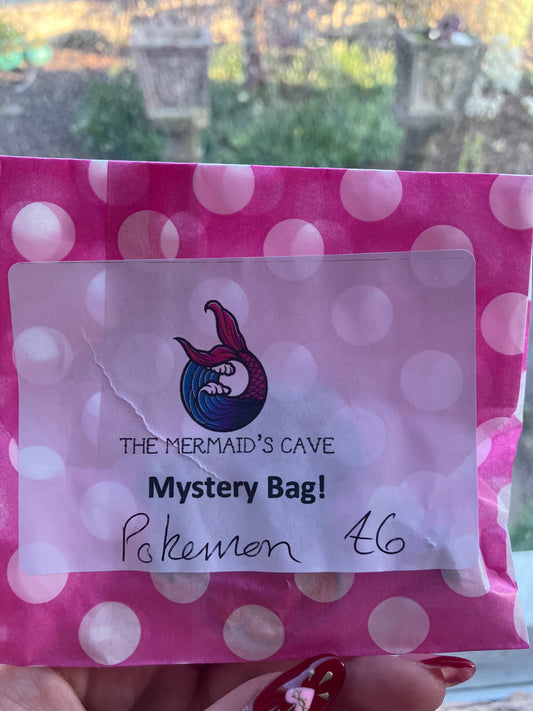 THE MERMAID'S CAVE
Mystery Bag!
Pokemon £6